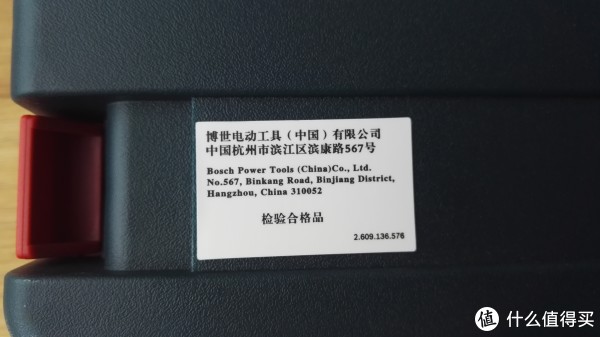 博世电动工具（中国）有限公司
中国杭州市滨江区滨康路567号
Bosch Power Tools (China)Co., Ltd.
No.567, Binkang Road, Binjiang District,
Hangzhou, China 310052
检验合格品
2.609.136.576
值 什么值得买